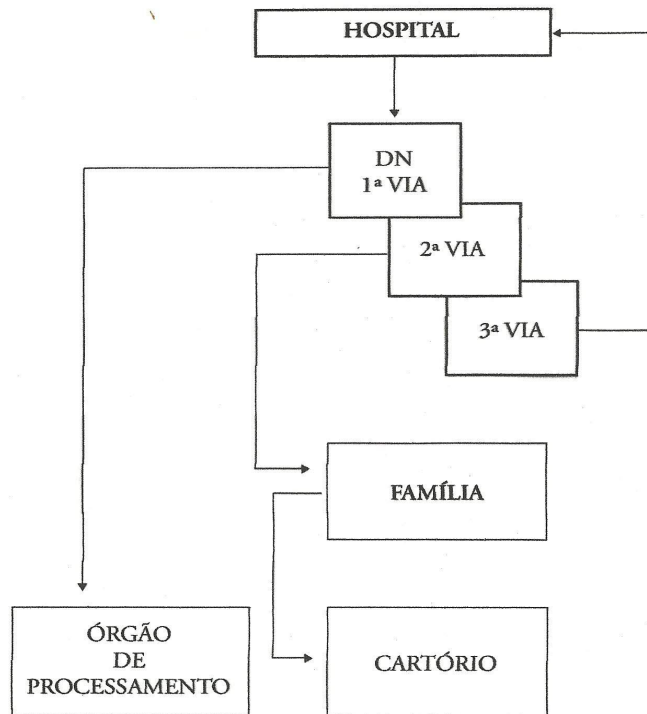 HOSPITAL
DN
1ª VIA
2ª VIA
3ª VIA
FAMÍLIA
ÓRGÃO
DE
PROCESSAMENTO
CARTÓRIO